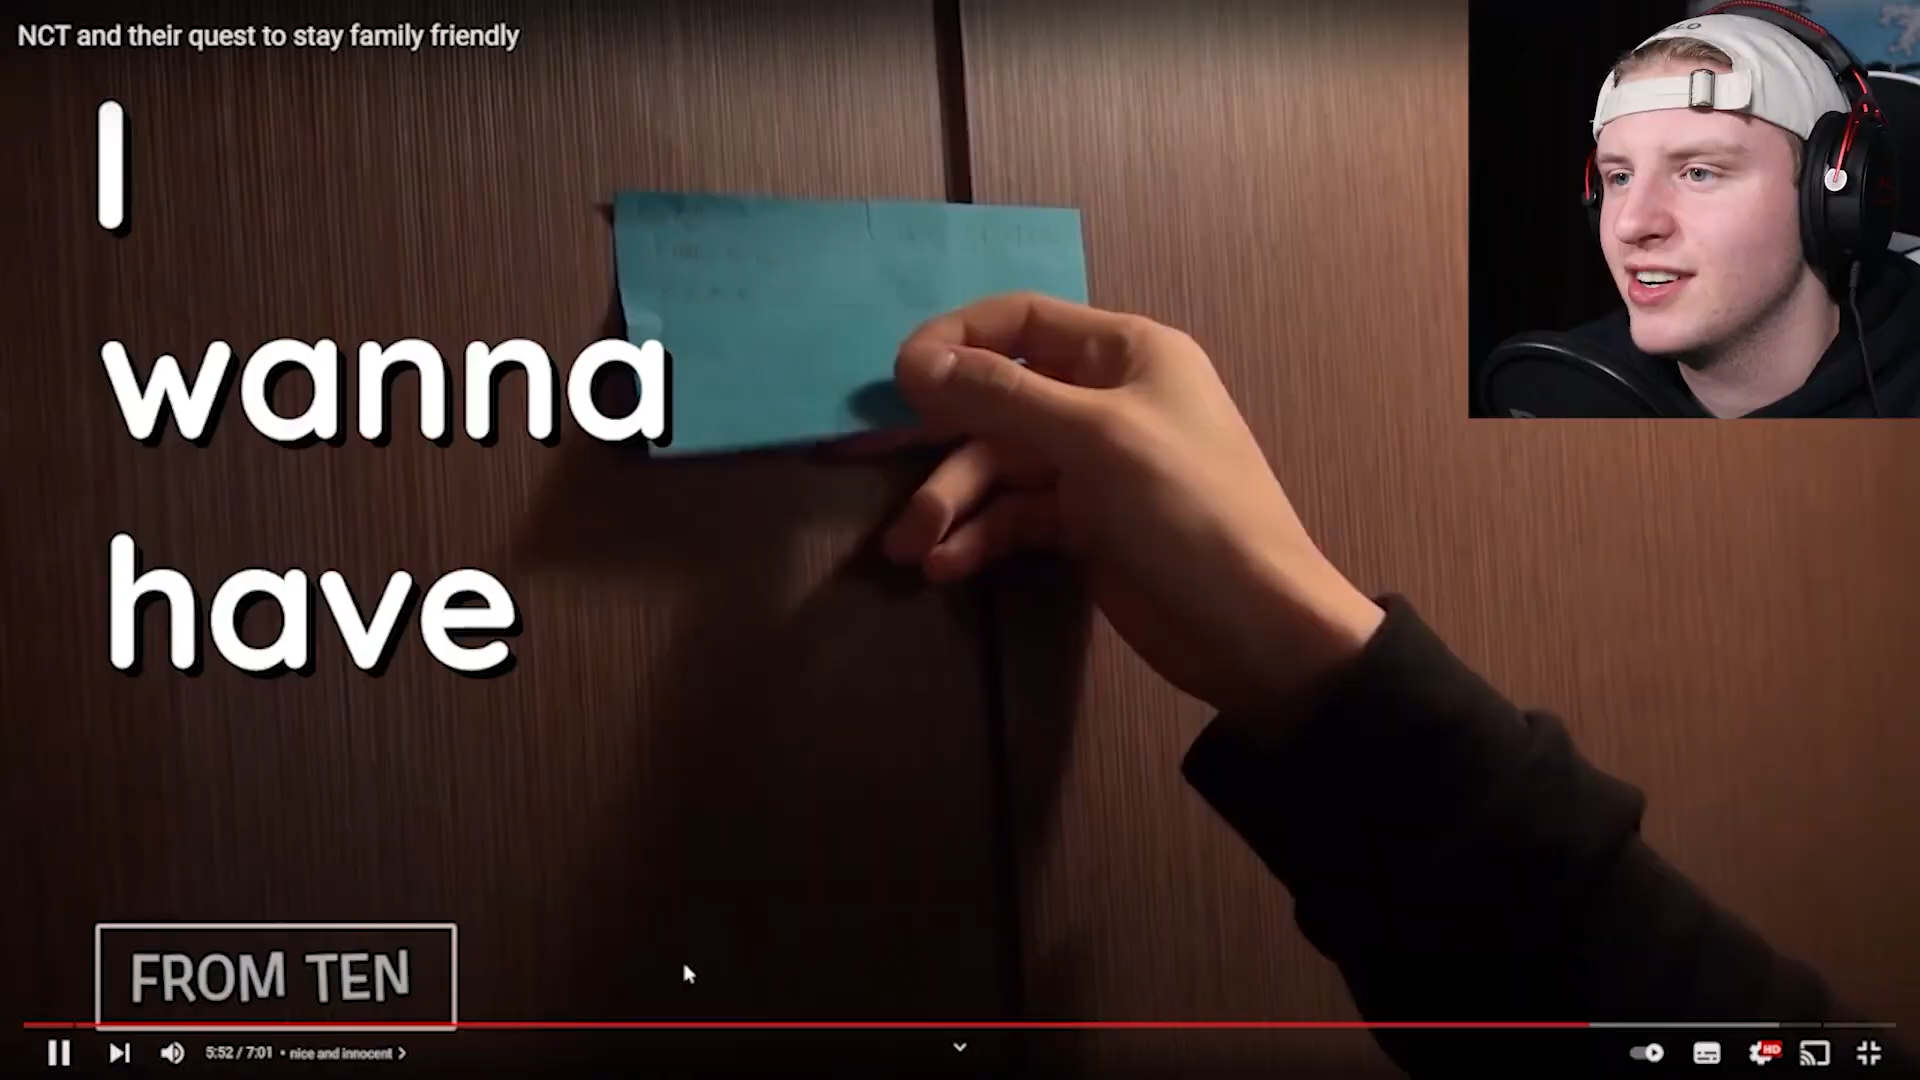 NCT and their quest to stay family friendly
I
wanna
have
FROM TEN
5:52 / 7:01 • nice and innocent >
HD